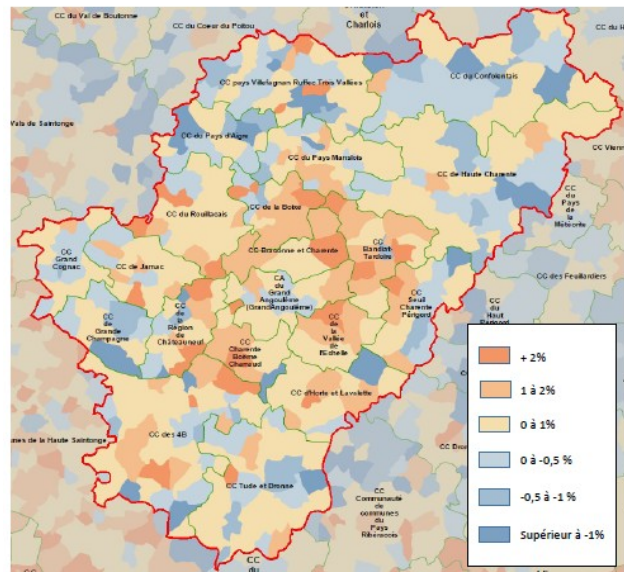 et
Charlois
CC du Val de Boutonne
CC du Coeur du Poitou
CC pays Villefagnan Ruffec Trois Vallées
CC du Confolentais
Vals de Saintonge
CC du Pays d'Aigre
CC du Pays Manslois
CC de Haute Charente
CC du Rouillacais
CC de la Boixe
CC
du
Pays
de la
Météorite
CC
Grand
Cognac
CC de Jarnac
CC Braconne et Charente
CC
Bandiat-
Tardoire
CA
du
Grand
Angoulême
(GrandAngoulême)
CC des Feuillardiers
CC
Seuil
Charente
Périgord
CC
du Haut
Périgord
CC
de
Grande
Champagne
CC
de la
Région
de
Châteauneuf
CC
Charente
Boëme
Charraud
CC
de
la Vallée
de
l'Echelle
CC d'Horte et Lavalette
CC des 4B
CC Tude et Dronne
CC
Communauté
de
communes
du
Pays
Ribéracois
CC
du
+ 2%
1 à 2%
0 à 1%
0 à -0,5 %
-0,5 à -1 %
Supérieur à -1%